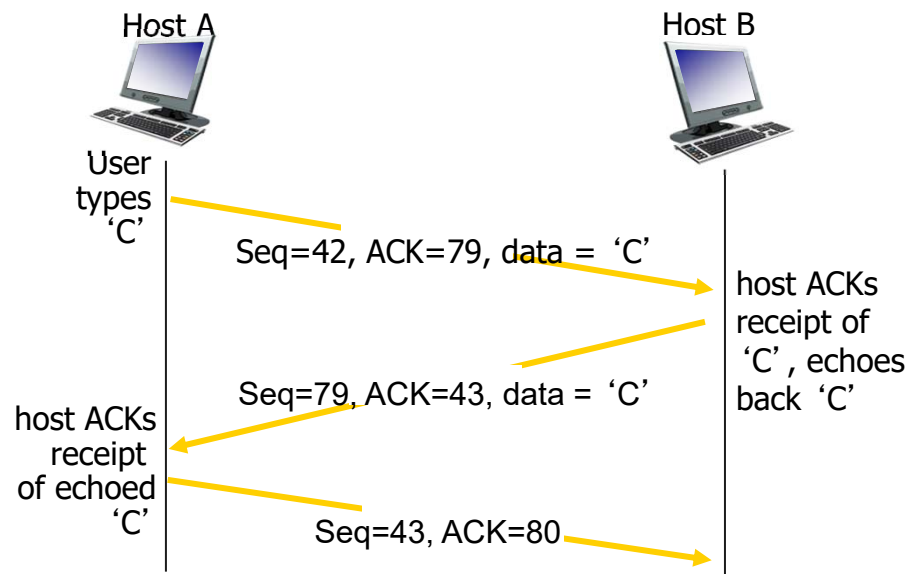 Host A
Host B
User
types
‘C’
Seq=42, ACK=79, data = ‘C’
host ACKs
receipt of
‘C’, echoes
back ‘C’
Seq=79, ACK=43, data = ‘C’
host ACKs
receipt
of echoed
‘C’
Seq=43, ACK=80